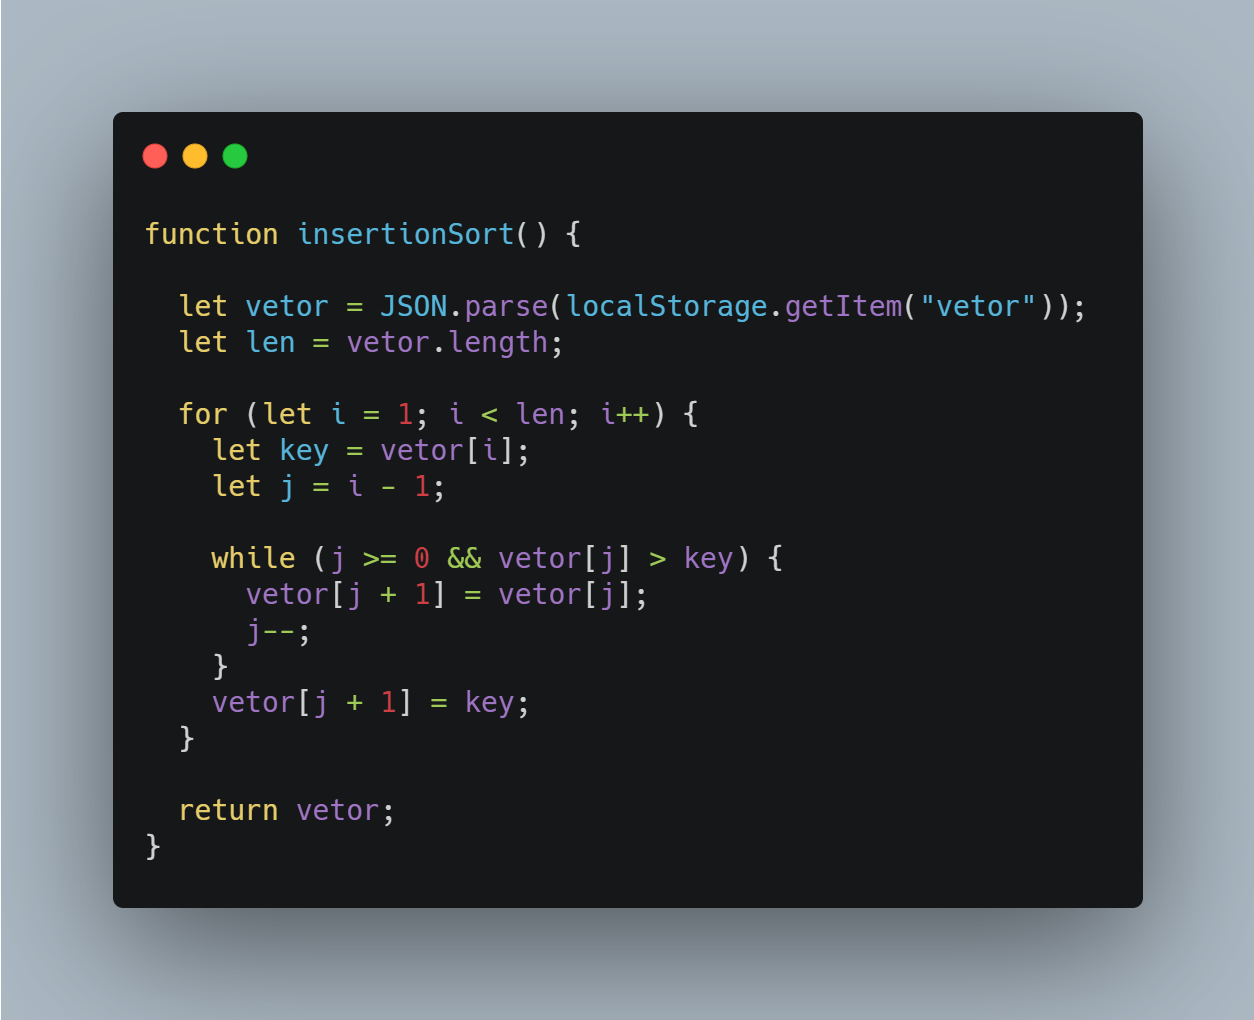 function insertionSort() {
  let vetor = JSON.parse(localStorage.getItem("vetor"));
  let len = vetor.length;
  for (let i = 1; i < len; i++) {
    let key = vetor[i];
    let j = i - 1;
    while (j >= 0 && vetor[j] > key) {
      vetor[j + 1] = vetor[j];
      j--;
    }
    vetor[j + 1] = key;
  }
  return vetor;
}